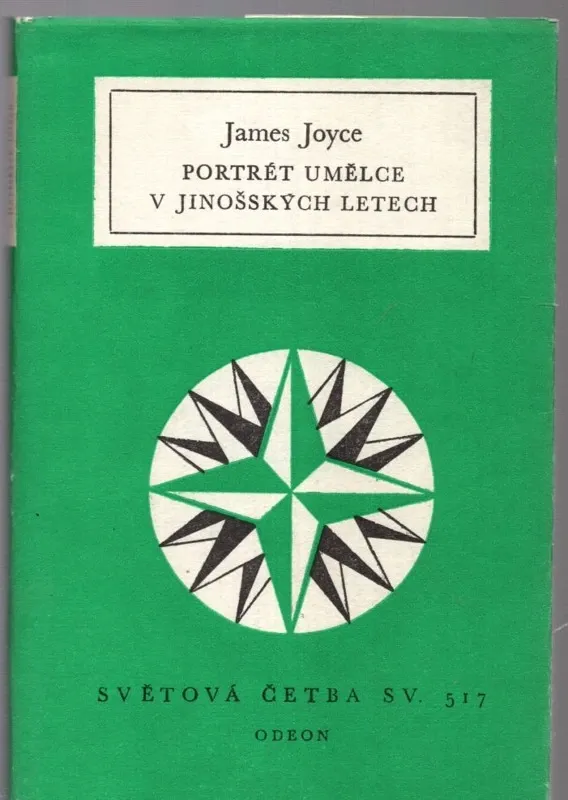 James Joyce
PORTRÉT UMĚLCE
V JINOŠSKÝCH LETECH
SVĚTOVÁ ČETBA SV. 517
ODEON